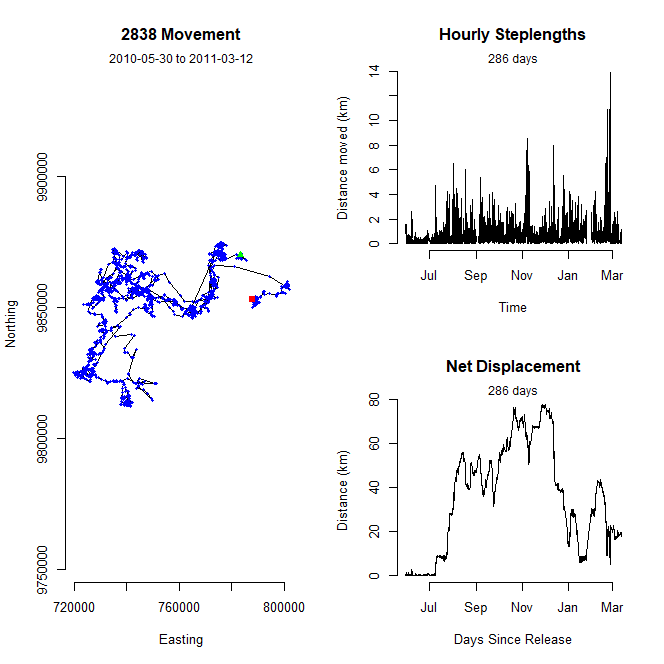 2838 Movement
2010-05-30 to 2011-03-12
9900000
9850000
9800000
9750000
Northing
720000 760000 800000
Easting
Hourly Steplengths
286 days
14
10
8
6
4
2
0
Distance moved (km)
Jul Sep Nov Jan Mar
Time
Net Displacement
286 days
80
60
40
20
0
Distance (km)
Jul Sep Nov Jan Mar
Days Since Release